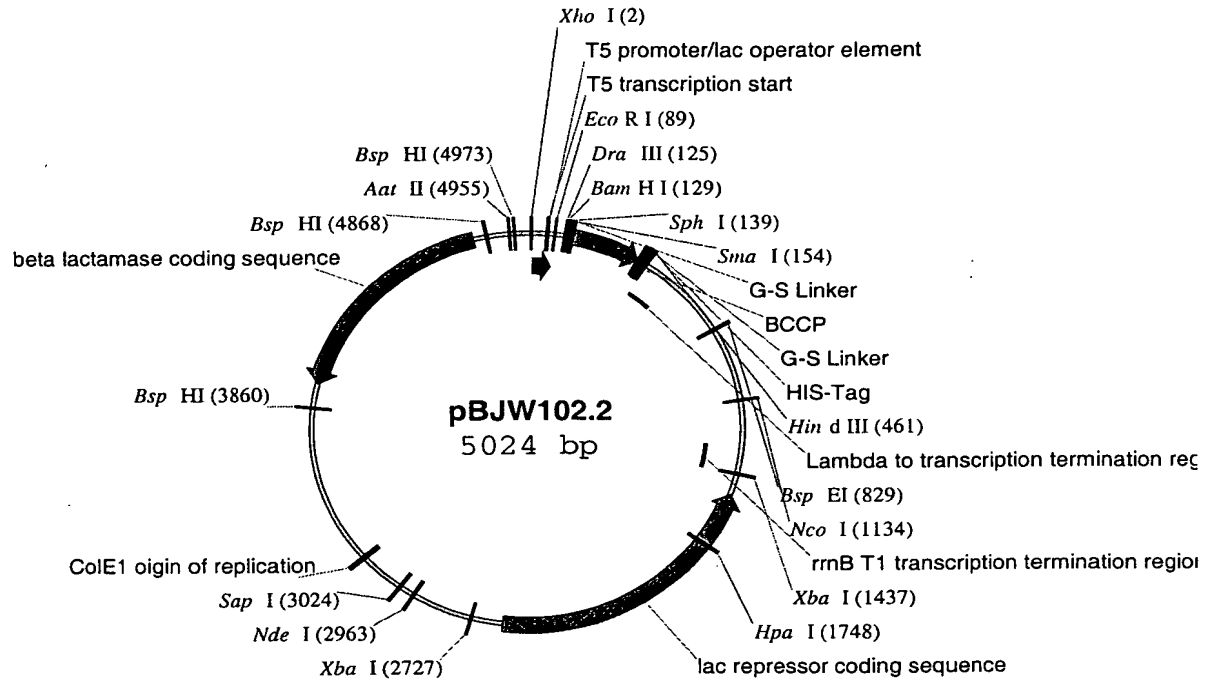 Xho I (2)
T5 promoter/lac operator element
T5 transcription start
Eco R I (89)
Bsp HI (4973)
Dra III (125)
Aat II (4955)
Bam H I (129)
Bsp HI (4868)
Sph I (139)
Sma I (154)
beta lactamase coding sequence
G-S Linker
BCCP
G-S Linker
HIS-Tag
Bsp HI (3860)
pBJW102.2
5024 bp
Hin d III (461)
Lambda to transcription termination reg
Bsp EI (829)
Nco I (1134)
rrnB T1 transcription termination regio
ColE1 oigin of replication
Sap I (3024)
Xba I (1437)
Nde I (2963)
Hpa I (1748)
Xba I (2727)
lac repressor coding sequence